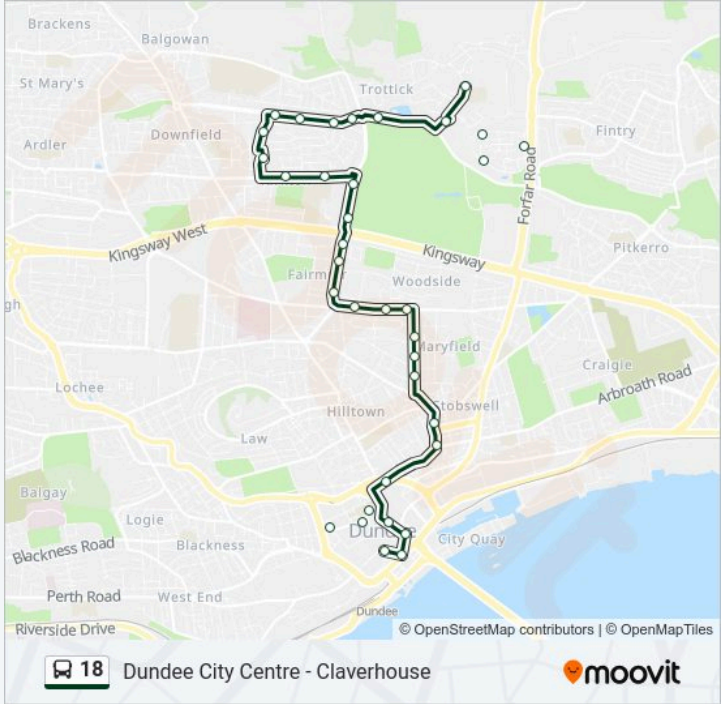 Brackens
Balgowan
St Mary's
Trottick
Ardler
Downfield
Fintry
Forfar Road
Kingsway West
Kingsway
Pitkerro
Woodside
gh
Maryfield
Craigie
Lochee
Arbroath Road
Hilltown
Stobswell
Law
Balgay
Logie
City Quay
Blackness Road
Blackness
Perth Road
West End
Dundee
Riverside Drive
© OpenStreetMap contributors | © OpenMapTiles
18 Dundee City Centre - Claverhouse
moovit